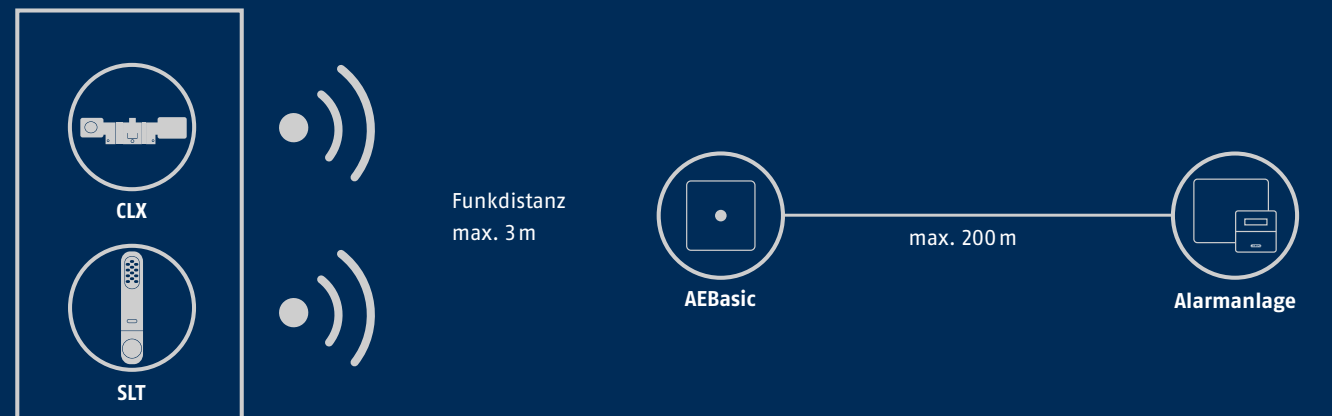 CLX
SLT
Funkdistanz
max. 3 m
AEBasic
max. 200 m
Alarmanlage